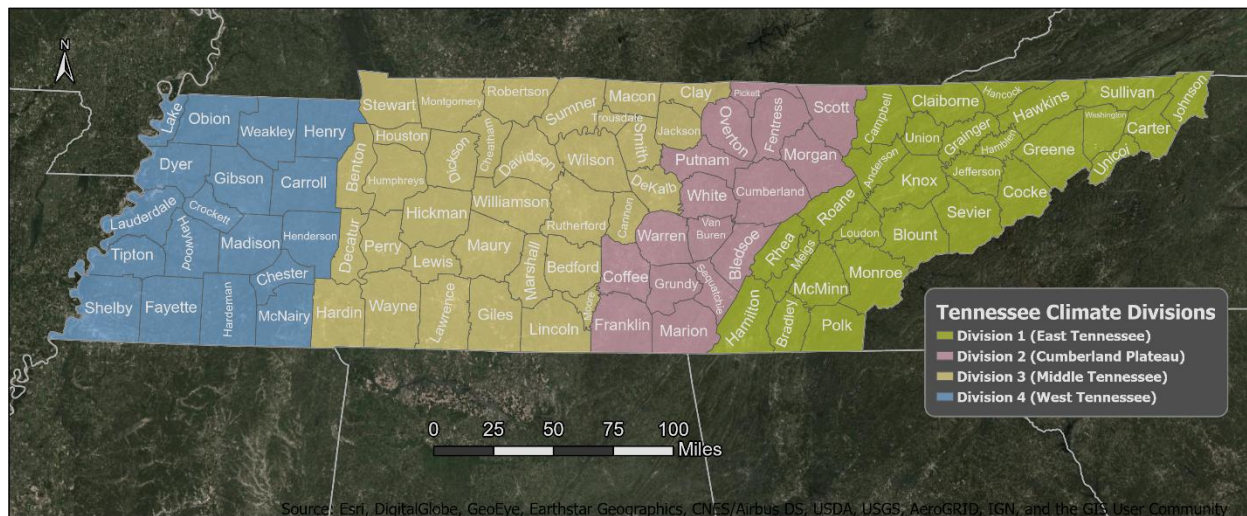 N
Lake
Obion
Weakley
Henry
Dyer
Gibson
Carroll
Lauderdale
Crockett
Haywood
Madison
Henderson
Tipton
Chester
Shelby
Fayette
Hardeman
McNairy
Stewart
Montgomery
Robertson
Sumner
Macon
Trousdale
Clay
Houston
Dickson
Cheatham
Davidson
Wilson
Smith
Jackson
Benton
Humphreys
DeKalb
Hickman
Williamson
Rutherford
Cannon
Decatur
Perry
Lewis
Maury
Marshall
Bedford
Hardin
Wayne
Lawrence
Giles
Lincoln
Moore
Pickett
Overton
Fentress
Scott
Putnam
Morgan
White
Cumberland
Warren
Van
Buren
Bledsoe
Coffee
Grundy
Sequatchie
Franklin
Marion
Campbell
Claiborne
Hancock
Hawkins
Sullivan
Johnson
Union
Grainger
Hamblen
Washington
Carter
Greene
Unicoi
Anderson
Knox
Jefferson
Cocke
Roane
Sevier
Loudon
Blount
Rhea
Meigs
Monroe
McMinn
Hamilton
Bradley
Polk
Tennessee Climate Divisions
Division 1 (East Tennessee)
Division 2 (Cumberland Plateau)
Division 3 (Middle Tennessee)
Division 4 (West Tennessee)
0 25 50 75 100
Miles
Source: Esri, DigitalGlobe, GeoEye, Earthstar Geographics, CNES/Airbus DS, USDA, USGS, AeroGRID, IGN, and the GIS User Community